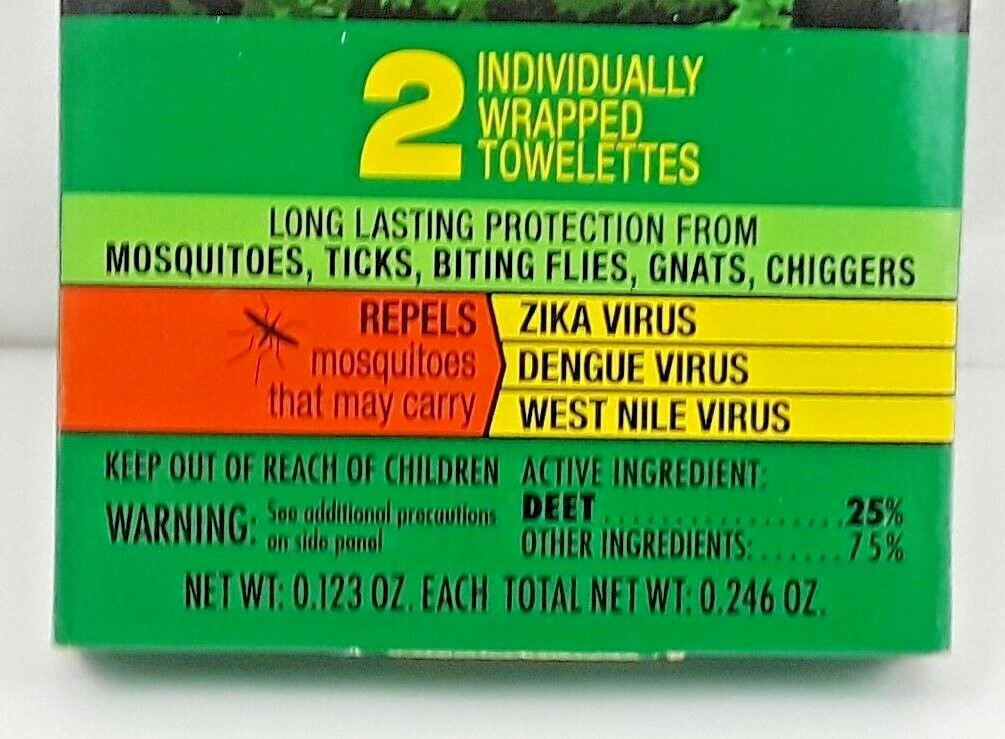 2 INDIVIDUALLY
WRAPPED
TOWELETTES
LONG LASTING PROTECTION FROM
MOSQUITOES, TICKS, BITING FLIES, GNATS, CHIGGERS
REPELS
mosquitoes
that may carry
ZIKA VIRUS
DENGUE VIRUS
WEST NILE VIRUS
KEEP OUT OF REACH OF CHILDREN
WARNING: See additional precautions
on side panel
ACTIVE INGREDIENT:
DEET ..................25%
OTHER INGREDIENTS: ......75%
NET WT: 0.123 OZ. EACH TOTAL NET WT: 0.246 OZ.